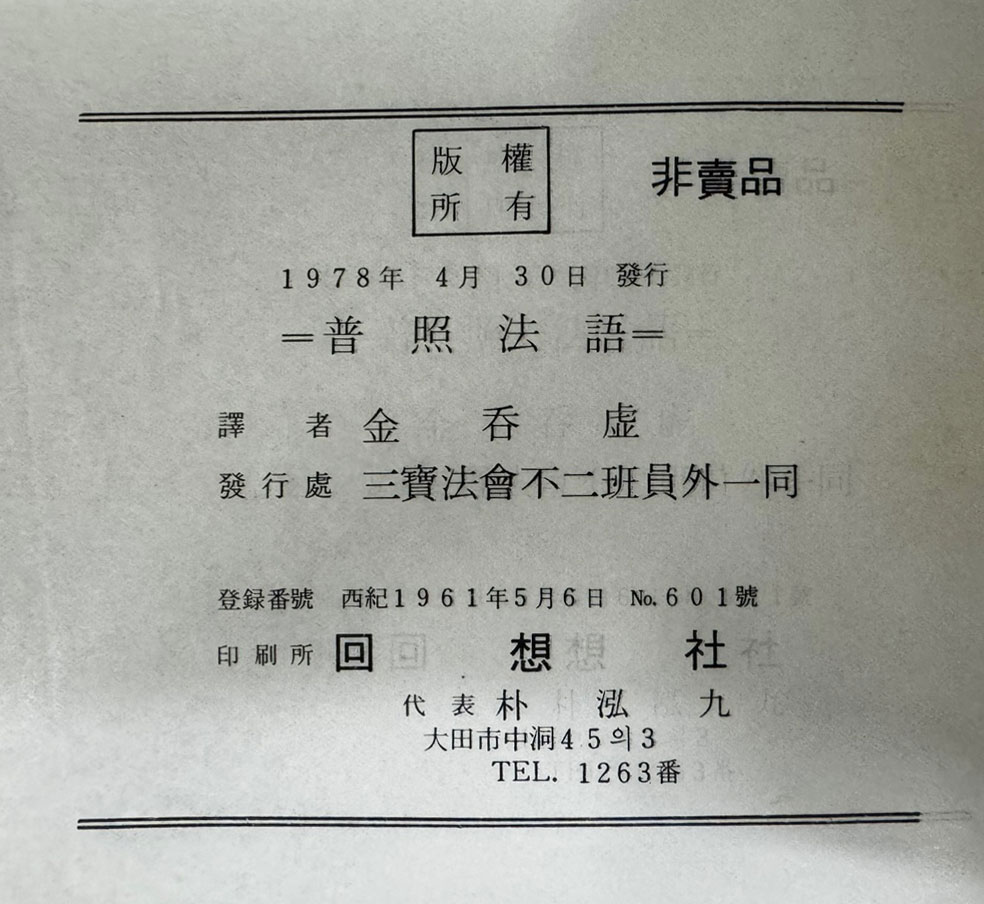 版權
所有
非賣品
1978年 4月 30日 發行
=普照法語=
譯者 金呑虛
發行處 三寶法會不二班員外一同
登録番號 西紀1961年5月6日 №601號
印刷所 回想社
代表 朴泓九
大田市中洞45의3
TEL. 1263番